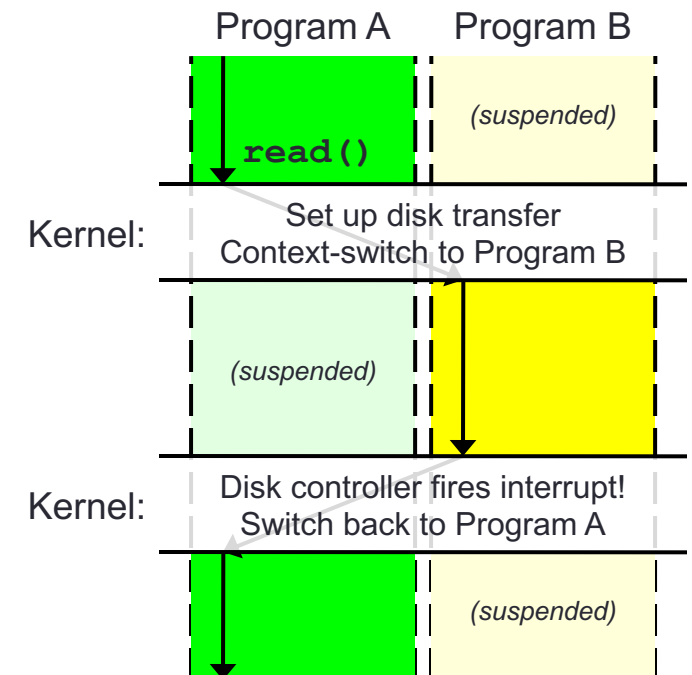 Program A Program B
(suspended)
read()
Kernel:
Set up disk transfer
Context-switch to Program B
(suspended)
Kernel:
Disk controller fires interrupt!
Switch back to Program A
(suspended)